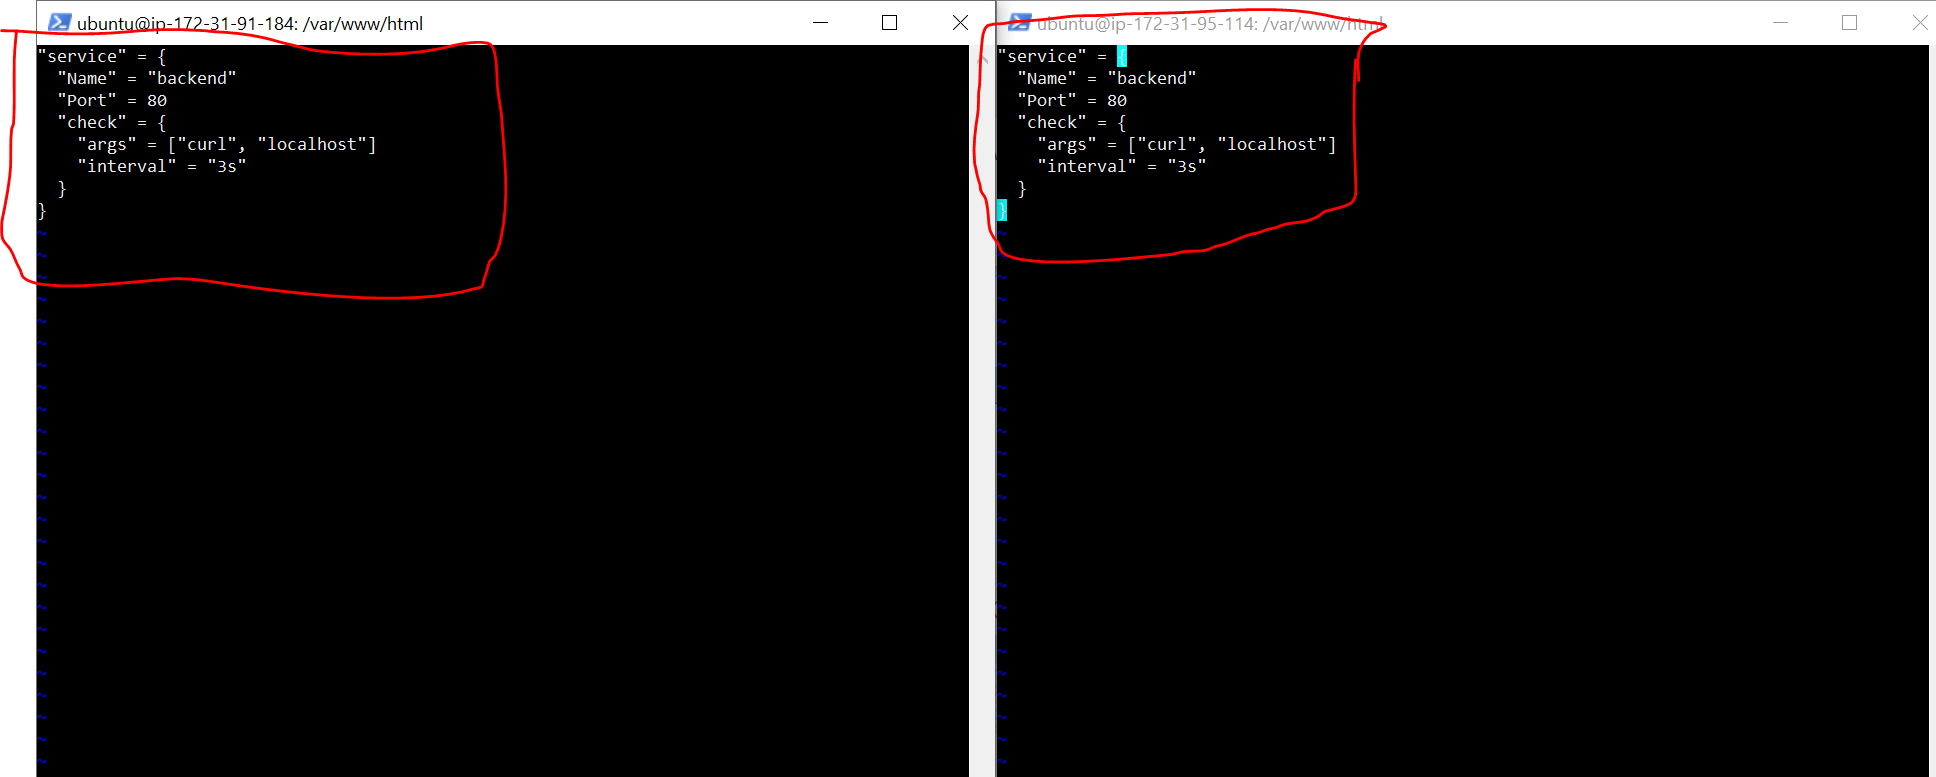 ubuntu@ip-172-31-91-184: /var/www/html
"service" = {
  "Name" = "backend"
  "Port" = 80
  "check" = {
    "args" = ["curl", "localhost"]
    "interval" = "3s"
  }
}
ubuntu@ip-172-31-95-114: /var/www/html
"service" = {
  "Name" = "backend"
  "Port" = 80
  "check" = {
    "args" = ["curl", "localhost"]
    "interval" = "3s"
  }
}